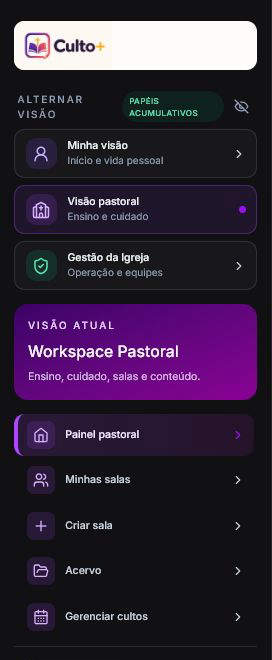 Culto+
ALTERNAR
VISÃO
PAPÉIS
ACUMULATIVOS
Minha visão
Início e vida pessoal
Visão pastoral
Ensino e cuidado
Gestão da Igreja
Operação e equipes
VISÃO ATUAL
Workspace Pastoral
Ensino, cuidado, salas e conteúdo.
Painel pastoral
Minhas salas
Criar sala
Acervo
Gerenciar cultos